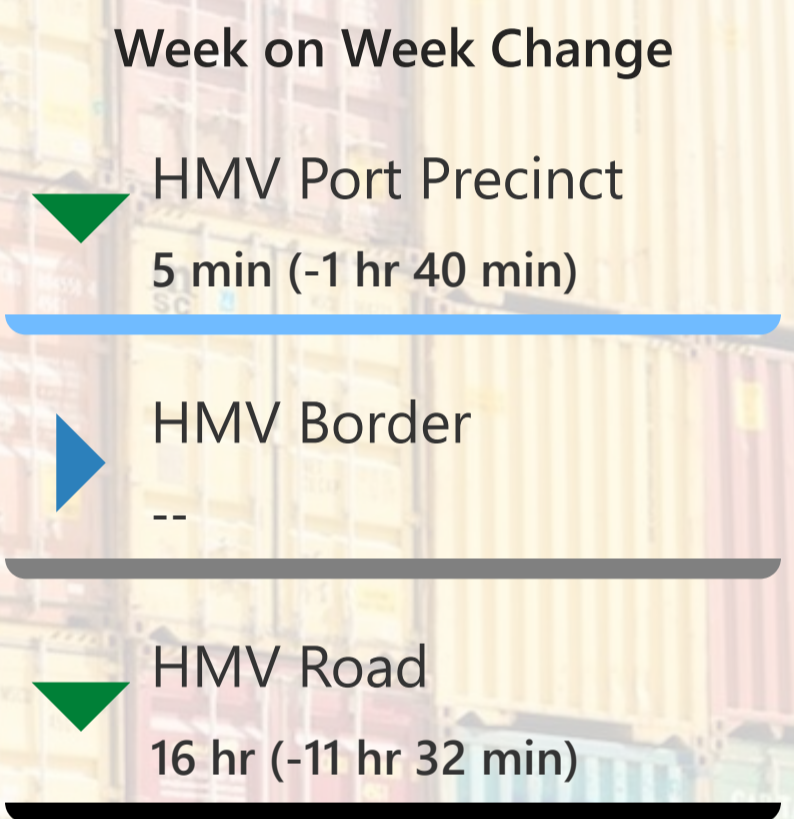 Week on Week Change
HMV Port Precinct
5 min (-1 hr 40 min)
SC
HMV Border
--
HMV Road
16 hr (-11 hr 32 min)